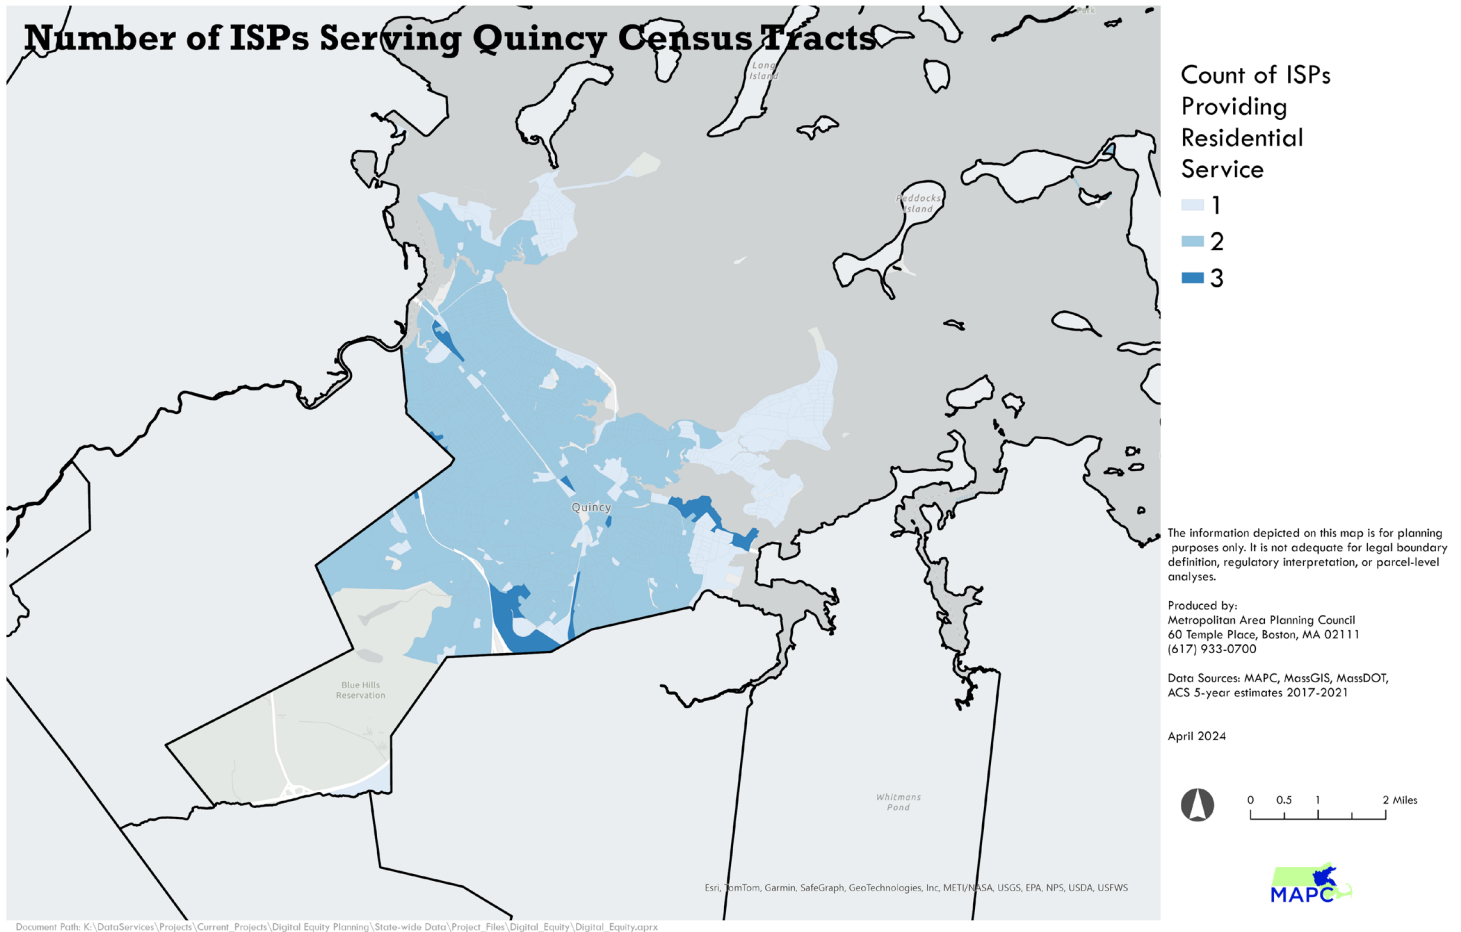 Number of ISPs Serving Quincy Census Tracts
Park
Long
Island
Peddocks
Island
Quincy
Blue Hills
Reservation
Whitmans
Pond
Esri, TomTom, Garmin, SafeGraph, GeoTechnologies, Inc, METI/NASA, USGS, EPA, NPS, USDA, USFWS
Count of ISPs
Providing
Residential
Service
1
2
3
The information depicted on this map is for planning
purposes only. It is not adequate for legal boundary
definition, regulatory interpretation, or parcel-level
analyses.
Produced by:
Metropolitan Area Planning Council
60 Temple Place, Boston, MA 02111
(617) 933-0700
Data Sources: MAPC, MassGIS, MassDOT,
ACS 5-year estimates 2017-2021
April 2024
0 0.5 1 2 Miles
MAPC
Document Path: K:\DataServices\Projects\Current_Projects\Digital Equity Planning\State-wide Data\Project_Files\Digital_Equity\Digital_Equity.aprx